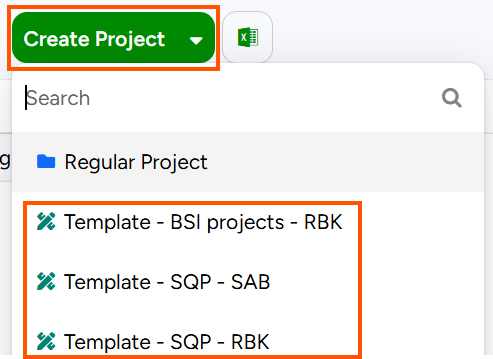 Create Project
Search
g
Regular Project
Template - BSI projects - RBK
Template - SQP - SAB
Template - SQP - RBK